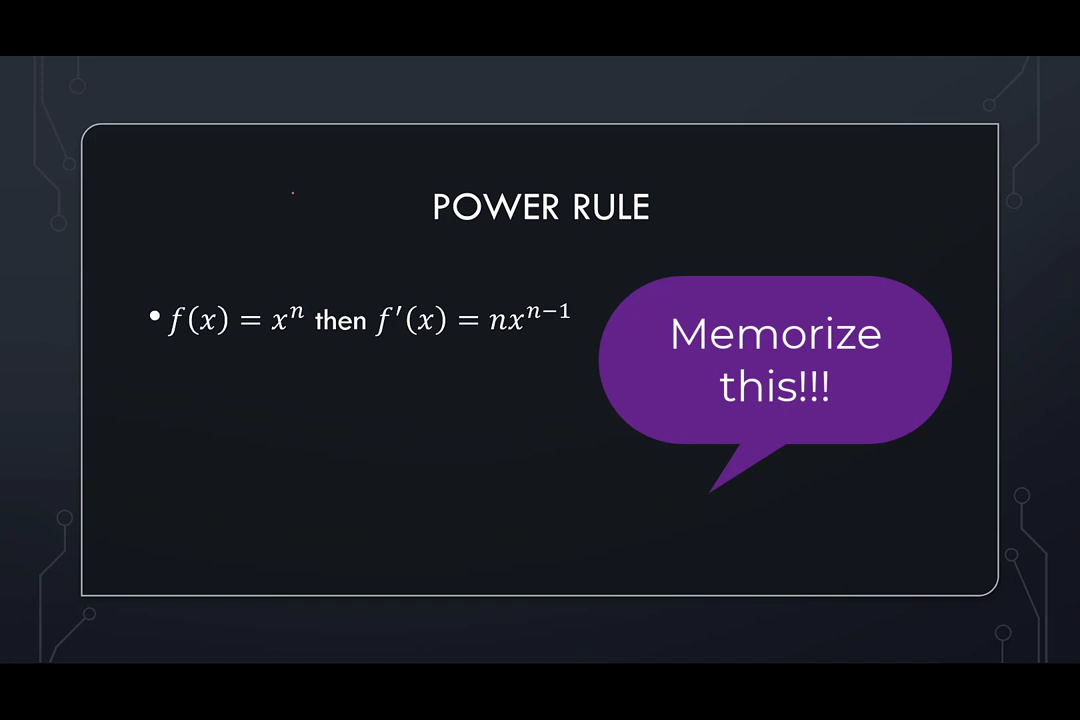 POWER RULE
• f(x) = xⁿ then f′(x) = nxⁿ⁻¹
Memorize
this!!!